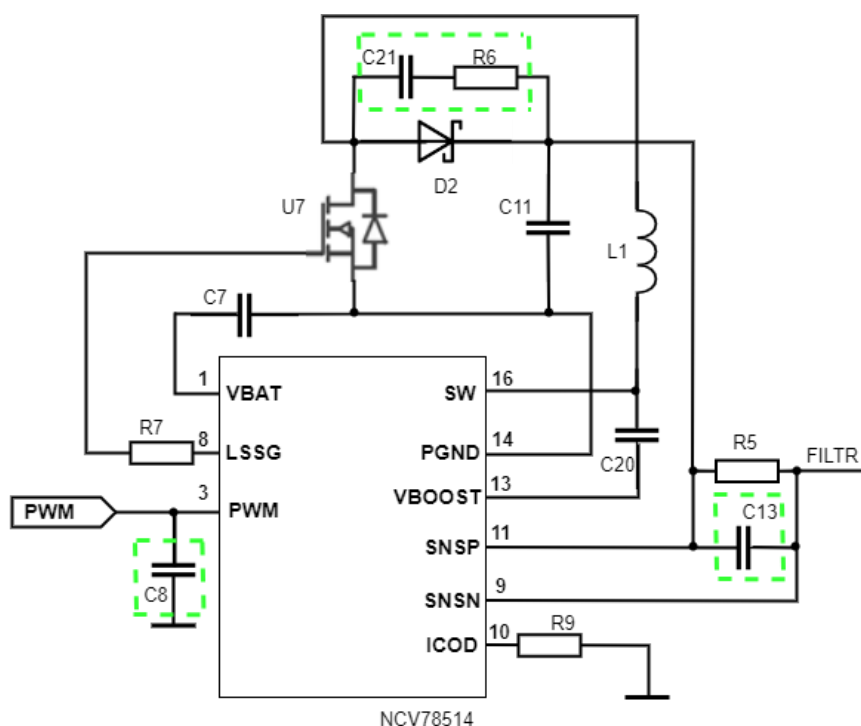 C21
R6
D2
U7
C11
L1
C7
1
VBAT
16
SW
R7
8
LSSG
14
PGND
C20
R5
FILTR
PWM
3
PWM
13
VBOOST
C13
11
SNSP
C8
9
SNSN
10
ICOD
R9
NCV78514